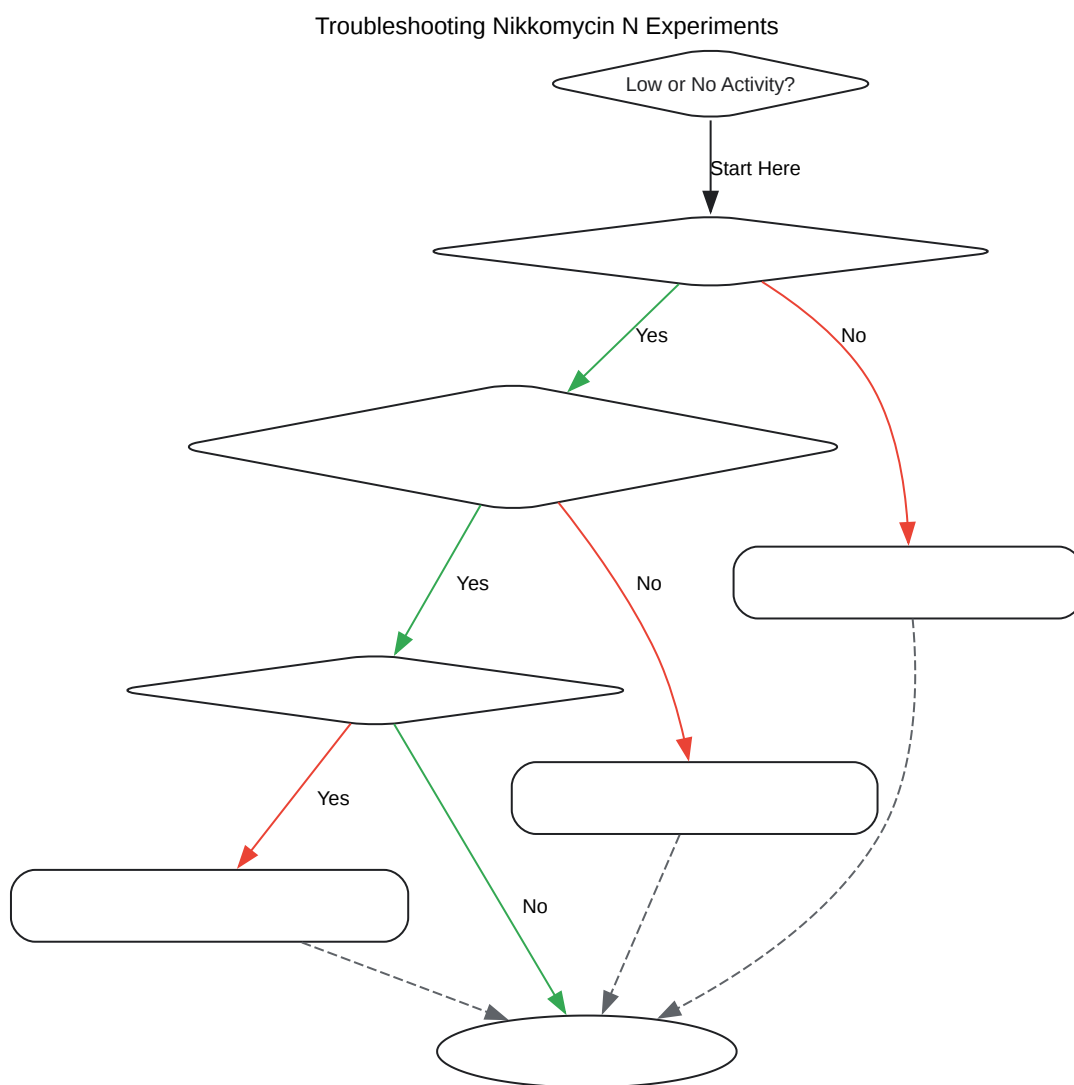 Troubleshooting Nikkomycin N Experiments
Low or No Activity?
Start Here
Yes
No
Yes
No
Yes
No